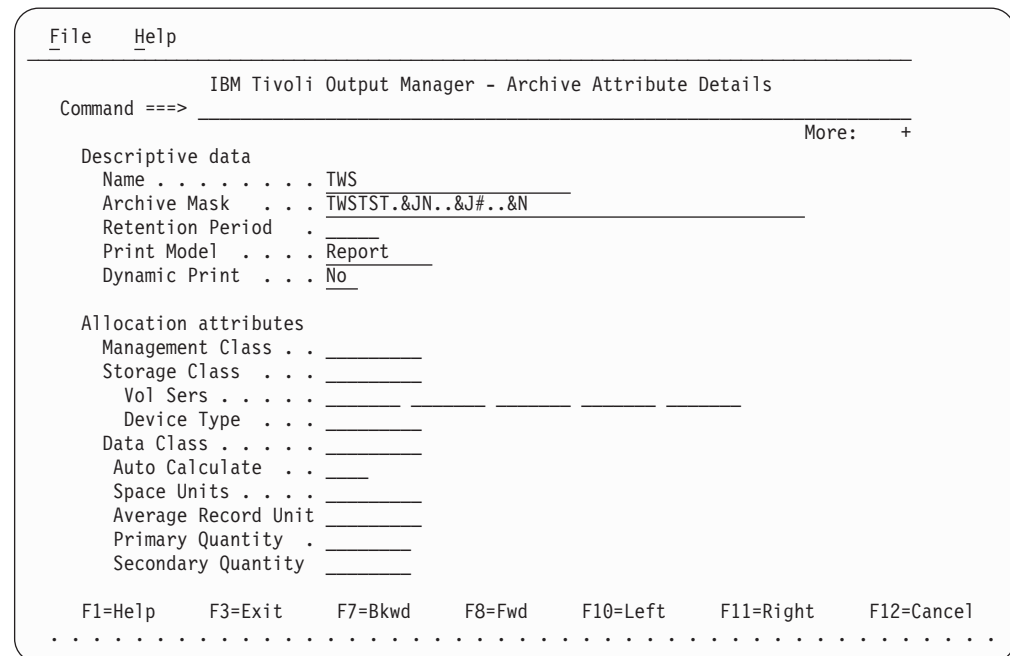 File Help
IBM Tivoli Output Manager - Archive Attribute Details
Command ===>
More: +
Descriptive data
Name . . . . . . . . TWS
Archive Mask . . . TWSTST.&JN..&J#..&N
Retention Period .
Print Model . . . . Report
Dynamic Print . . . No
Allocation attributes
Management Class . .
Storage Class . . .
Vol Sers . . . . .
Device Type . . .
Data Class . . . . .
Auto Calculate . .
Space Units . . . .
Average Record Unit
Primary Quantity .
Secondary Quantity
F1=Help F3=Exit F7=Bkwd F8=Fwd F10=Left F11=Right F12=Cancel